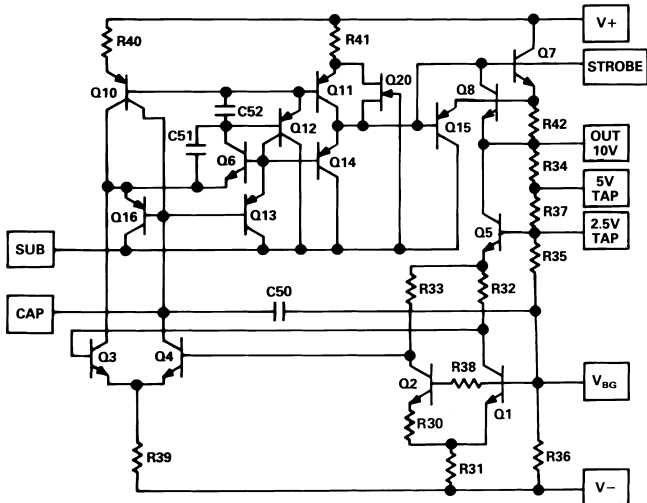 V+
R40
R41
Q7
Q20
STROBE
Q10
Q11
Q8
C52
R42
C51
Q12
Q15
OUT
10V
Q6
Q14
R34
5V
TAP
Q16
Q13
R37
Q5
2.5V
TAP
SUB
R35
R33
R32
C50
CAP
Q3
Q4
R38
Q2
VBG
Q1
R30
R39
R31
R36
V−